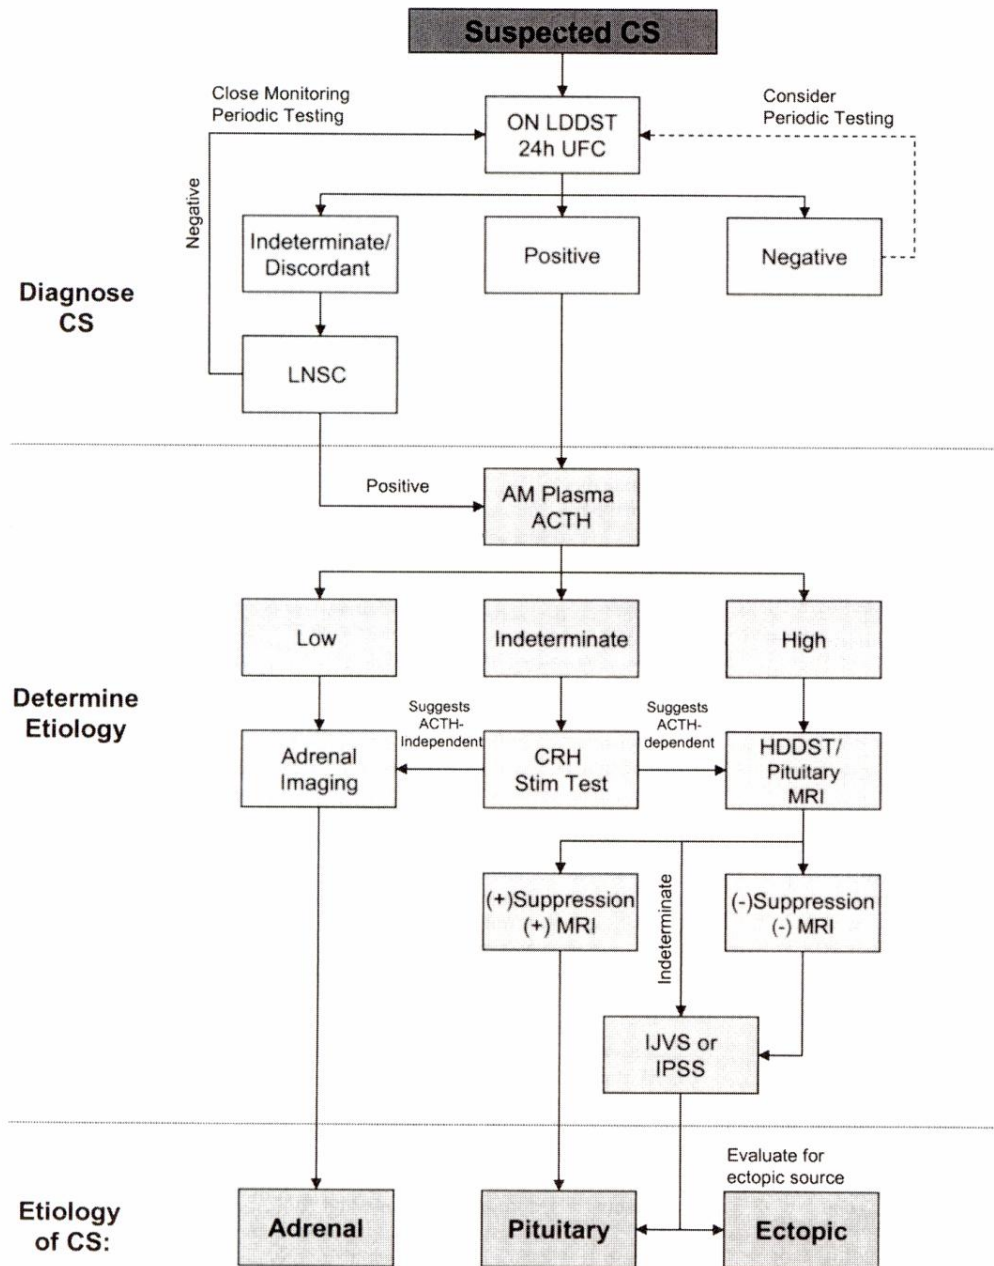 Suspected CS
Close Monitoring
Periodic Testing
Consider
Periodic Testing
ON LDDST
24h UFC
Negative
Indeterminate/
Discordant
Positive
Negative
Diagnose
CS
LNSC
Positive
AM Plasma
ACTH
Low
Indeterminate
High
Determine
Etiology
Suggests
ACTH-
Independent
Suggests
ACTH-
dependent
Adrenal
Imaging
CRH
Stim Test
HDDST/
Pituitary
MRI
(+)Suppression
(+) MRI
Indeterminate
(-)Suppression
(-) MRI
IJVS or
IPSS
Evaluate for
ectopic source
Etiology
of CS:
Adrenal
Pituitary
Ectopic